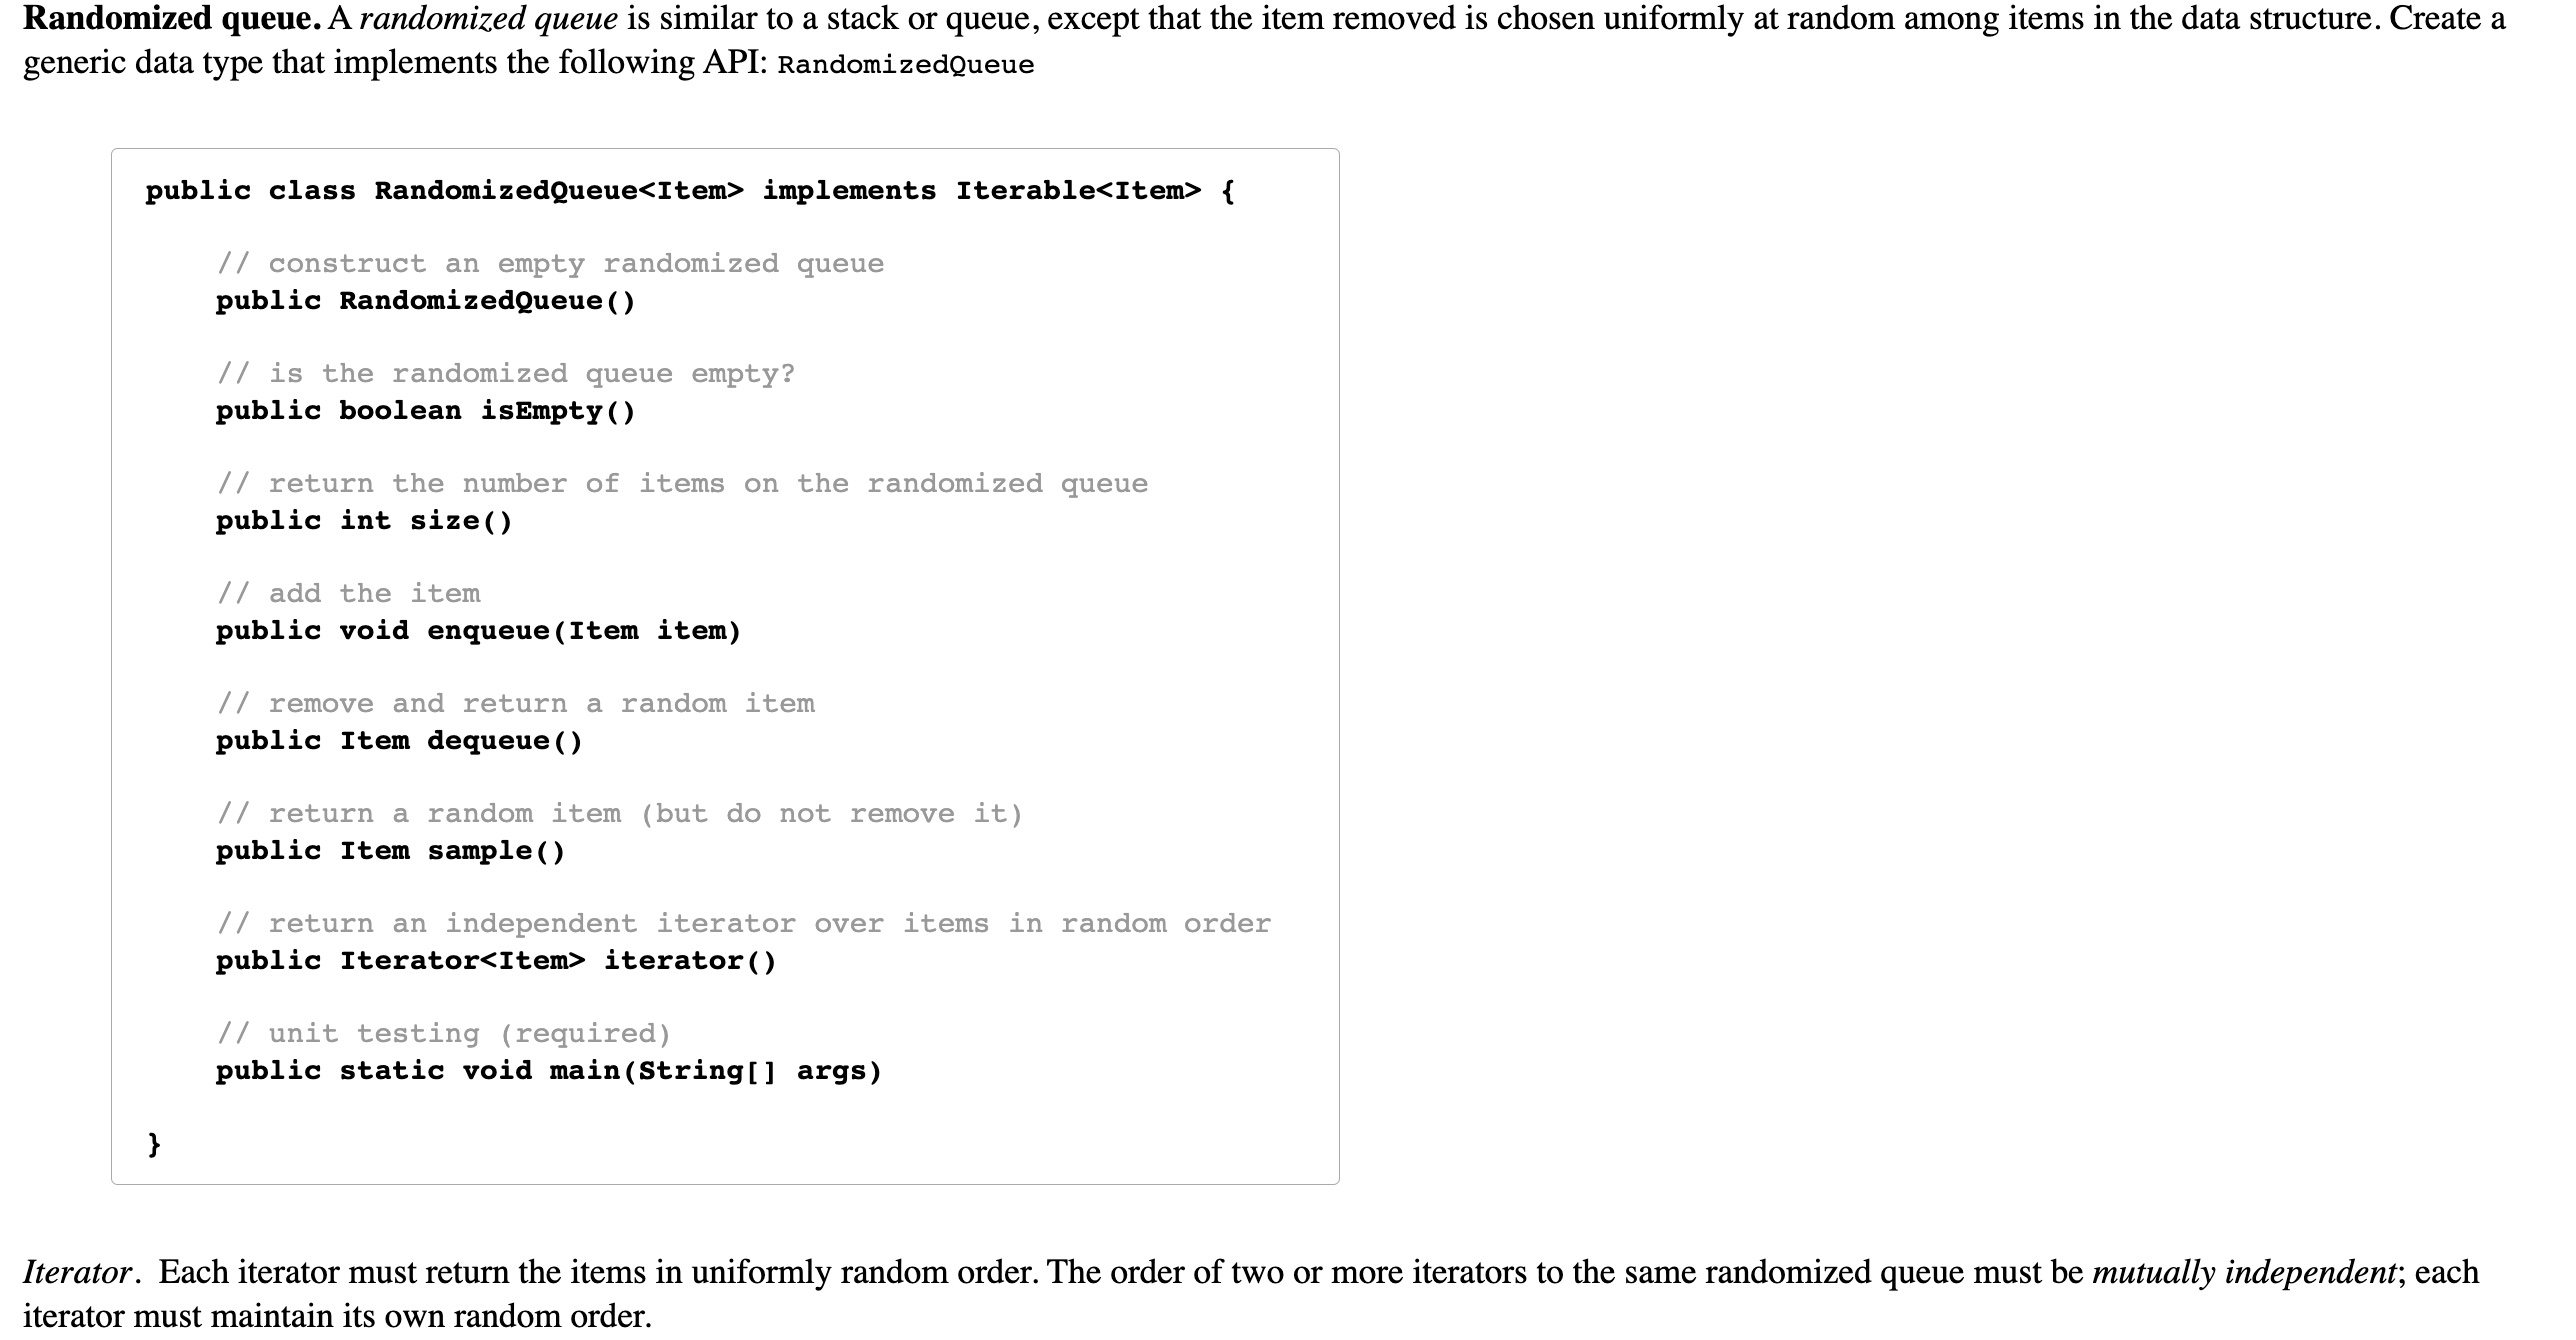 Randomized queue. A randomized queue is similar to a stack or queue, except that the item removed is chosen uniformly at random among items in the data structure. Create a
generic data type that implements the following API: RandomizedQueue
public class RandomizedQueue<Item> implements Iterable<Item> {
// construct an empty randomized queue
public RandomizedQueue()
// is the randomized queue empty?
public boolean isEmpty()
// return the number of items on the randomized queue
public int size()
// add the item
public void enqueue(Item item)
// remove and return a random item
public Item dequeue()
// return a random item (but do not remove it)
public Item sample()
// return an independent iterator over items in random order
public Iterator<Item> iterator()
// unit testing (required)
public static void main(String[] args)
}
Iterator. Each iterator must return the items in uniformly random order. The order of two or more iterators to the same randomized queue must be mutually independent; each
iterator must maintain its own random order.